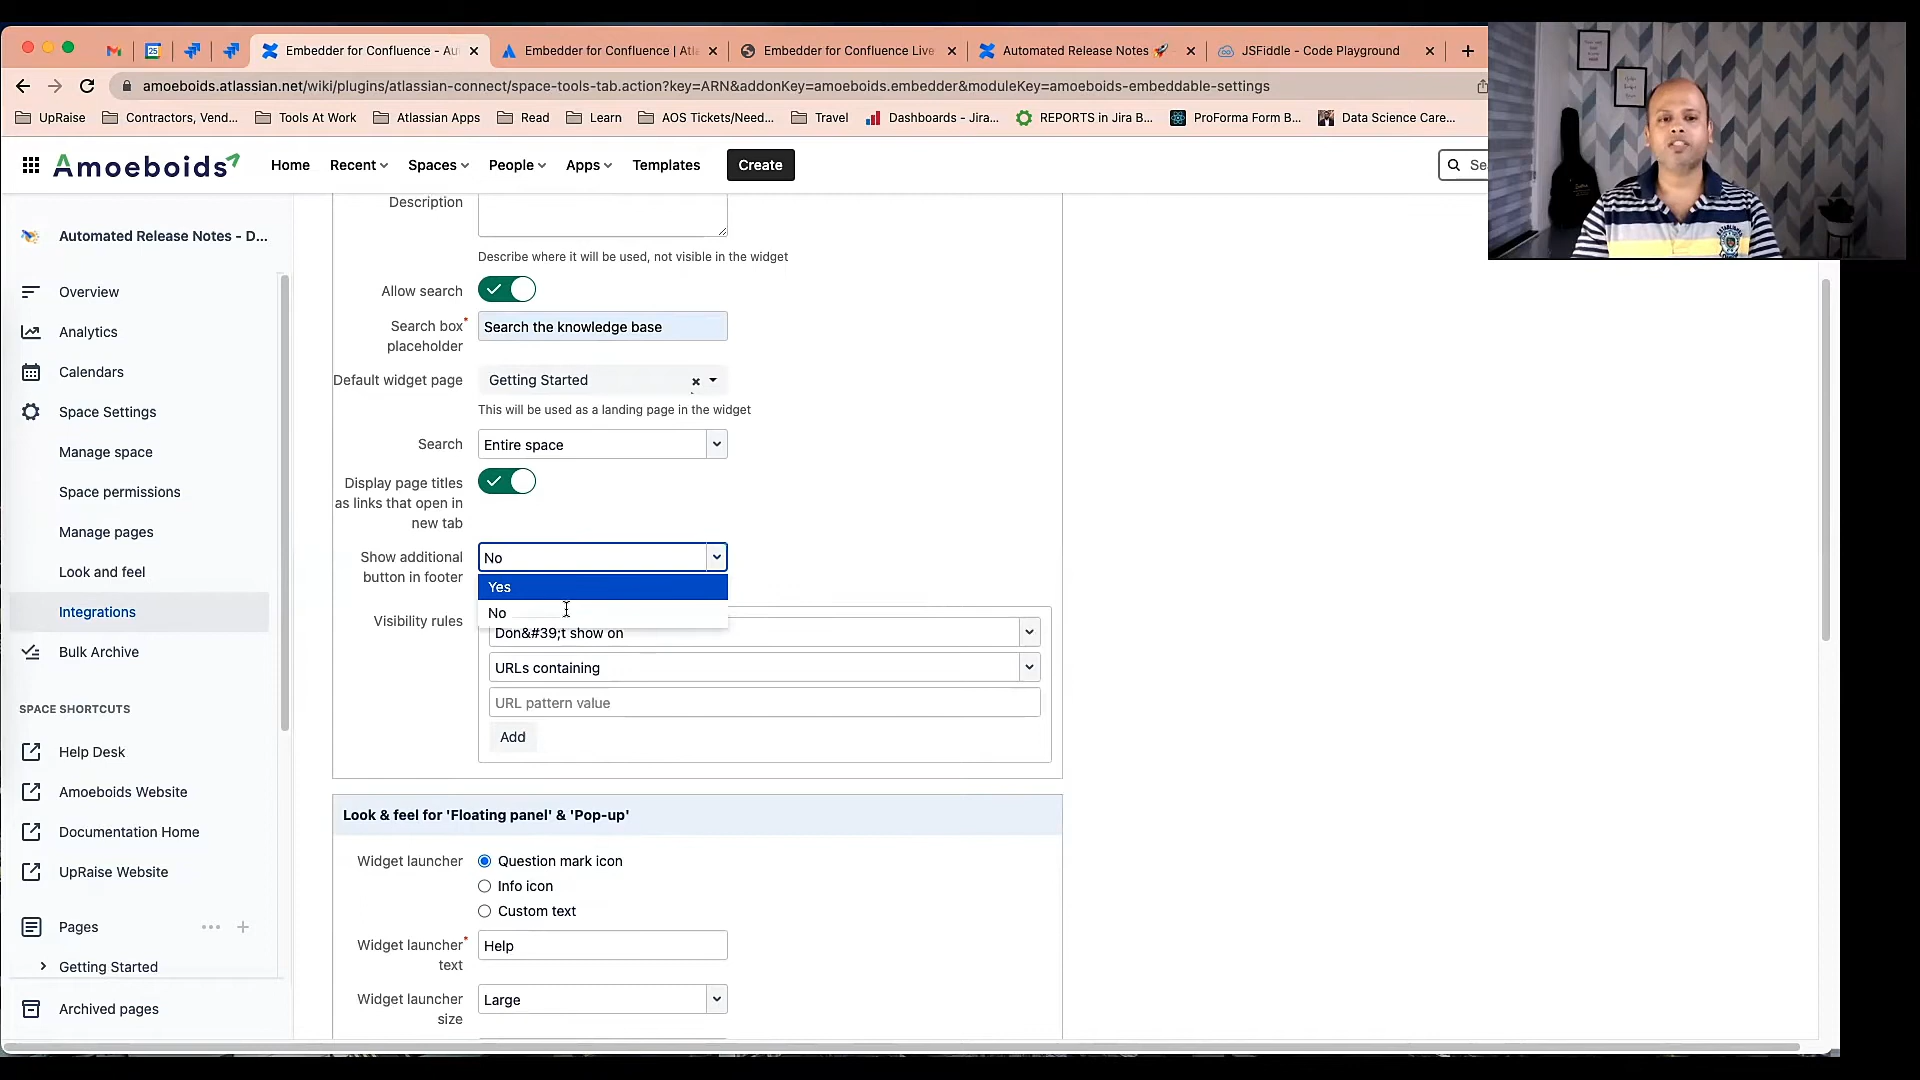 Embedder for Confluence - Au
Embedder for Confluence | Atl
Embedder for Confluence Live
Automated Release Notes 🚀
JSFiddle - Code Playground
amoeboids.atlassian.net/wiki/plugins/atlassian-connect/space-tools-tab.action?key=ARN&addonKey=amoeboids.embedder&moduleKey=amoeboids-embeddable-settings
UpRaise
Contractors, Vend...
Tools At Work
Atlassian Apps
Read
Learn
AOS Tickets/Need...
Travel
Dashboards - Jira...
REPORTS in Jira B...
ProForma Form B...
Data Science Care...
Amoeboids
Home
Recent
Spaces
People
Apps
Templates
Create
Se
Automated Release Notes - D...
Overview
Analytics
Calendars
Space Settings
Manage space
Space permissions
Manage pages
Look and feel
Integrations
Bulk Archive
SPACE SHORTCUTS
Help Desk
Amoeboids Website
Documentation Home
UpRaise Website
Pages
Getting Started
Archived pages
Description
Describe where it will be used, not visible in the widget
Allow search
Search box*
placeholder
Search the knowledge base
Default widget page
Getting Started
This will be used as a landing page in the widget
Search
Entire space
Display page titles
as links that open in
new tab
Show additional
button in footer
No
Yes
No
Visibility rules
Don&#39;t show on
URLs containing
URL pattern value
Add
Look & feel for 'Floating panel' & 'Pop-up'
Widget launcher
Question mark icon
Info icon
Custom text
Widget launcher*
text
Help
Widget launcher
size
Large